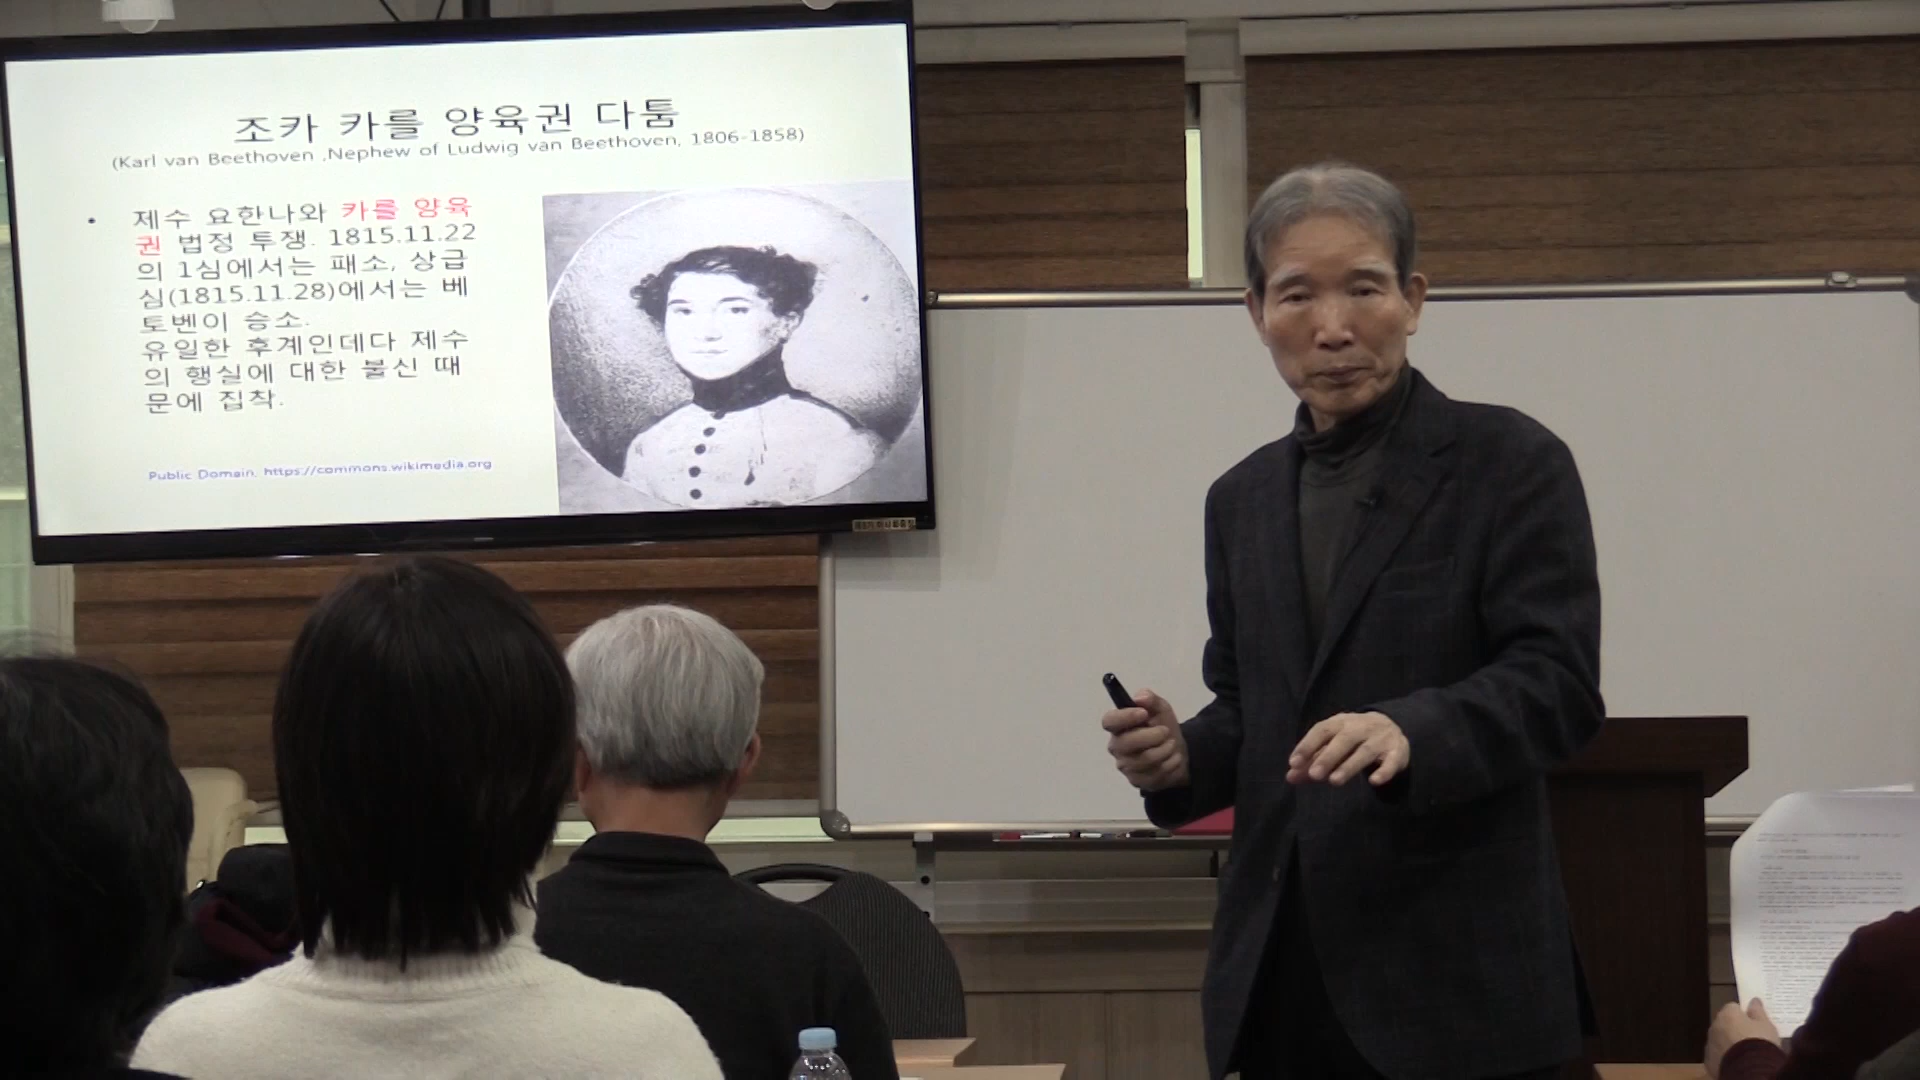 조카 카를 양육권 다툼
(Karl van Beethoven ,Nephew of Ludwig van Beethoven, 1806-1858)
• 제수 요한나와 카를 양육
권 법정 투쟁. 1815.11.22
의 1심에서는 패소, 상급
심(1815.11.28)에서는 베
토벤이 승소.
유일한 후계인데다 제수
의 행실에 대한 불신 때
문에 집착.
Public Domain, https://commons.wikimedia.org